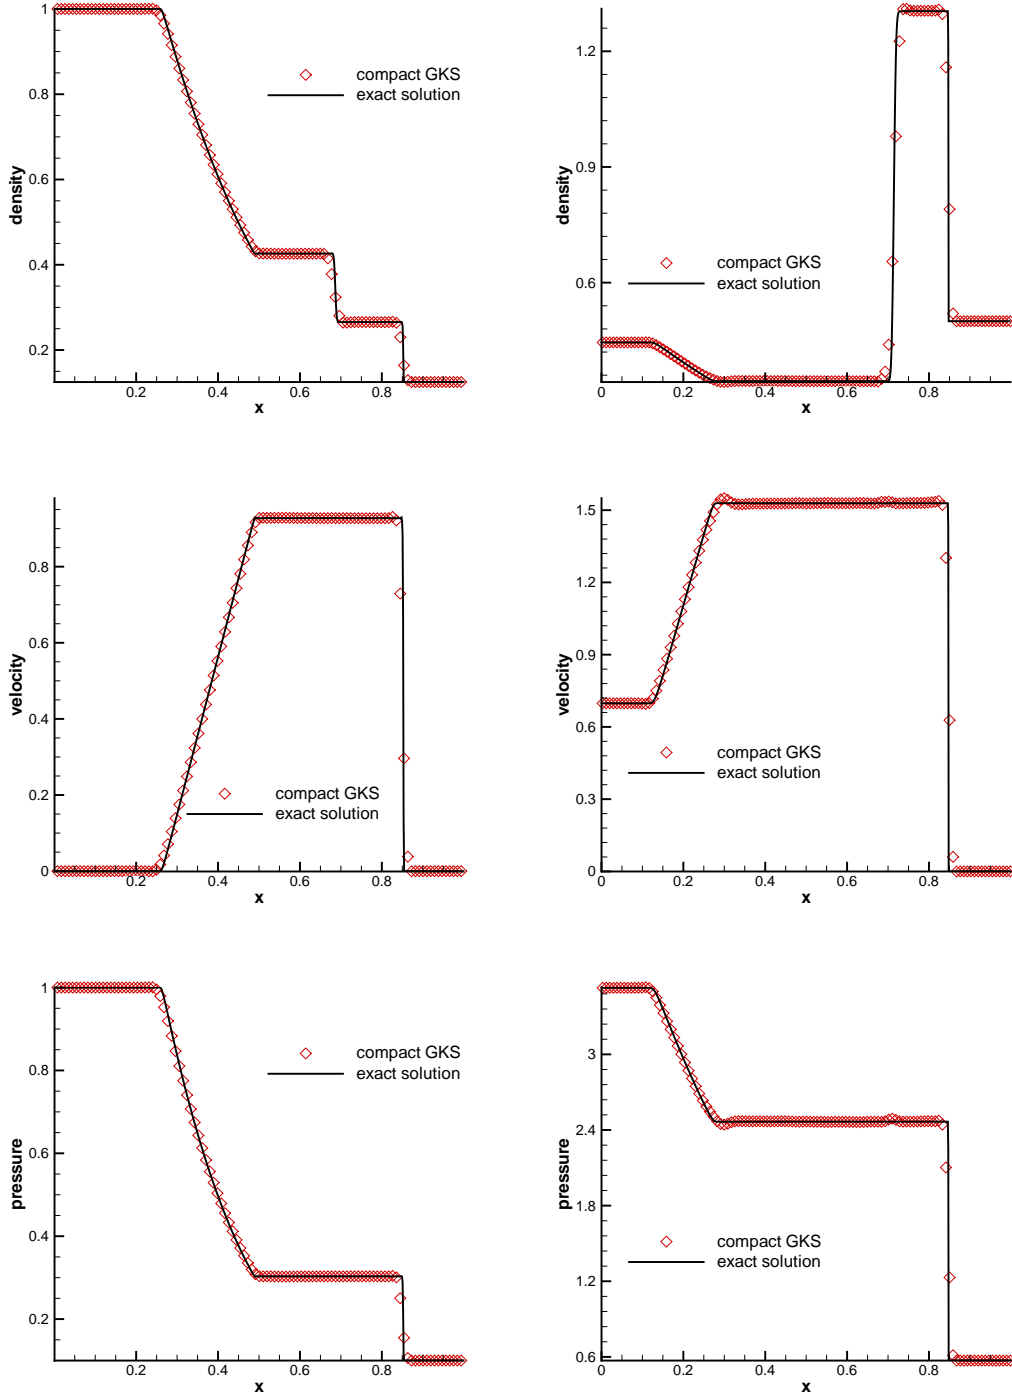 1
0.8
0.6
0.4
0.2
density
compact GKS
exact solution
0.2 0.4 0.6 0.8
x
1.2
0.9
0.6
density
compact GKS
exact solution
0 0.2 0.4 0.6 0.8
x
0.8
0.6
0.4
0.2
0
velocity
compact GKS
exact solution
0.2 0.4 0.6 0.8
x
1.5
1.2
0.9
0.6
0.3
0
velocity
compact GKS
exact solution
0 0.2 0.4 0.6 0.8
x
1
0.8
0.6
0.4
0.2
pressure
compact GKS
exact solution
0.2 0.4 0.6 0.8
x
3
2.4
1.8
1.2
0.6
pressure
compact GKS
exact solution
0 0.2 0.4 0.6 0.8
x